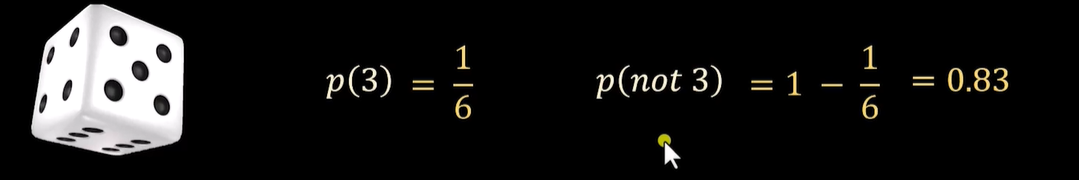 p(3) = 1/6 p(not 3) = 1 − 1/6 = 0.83